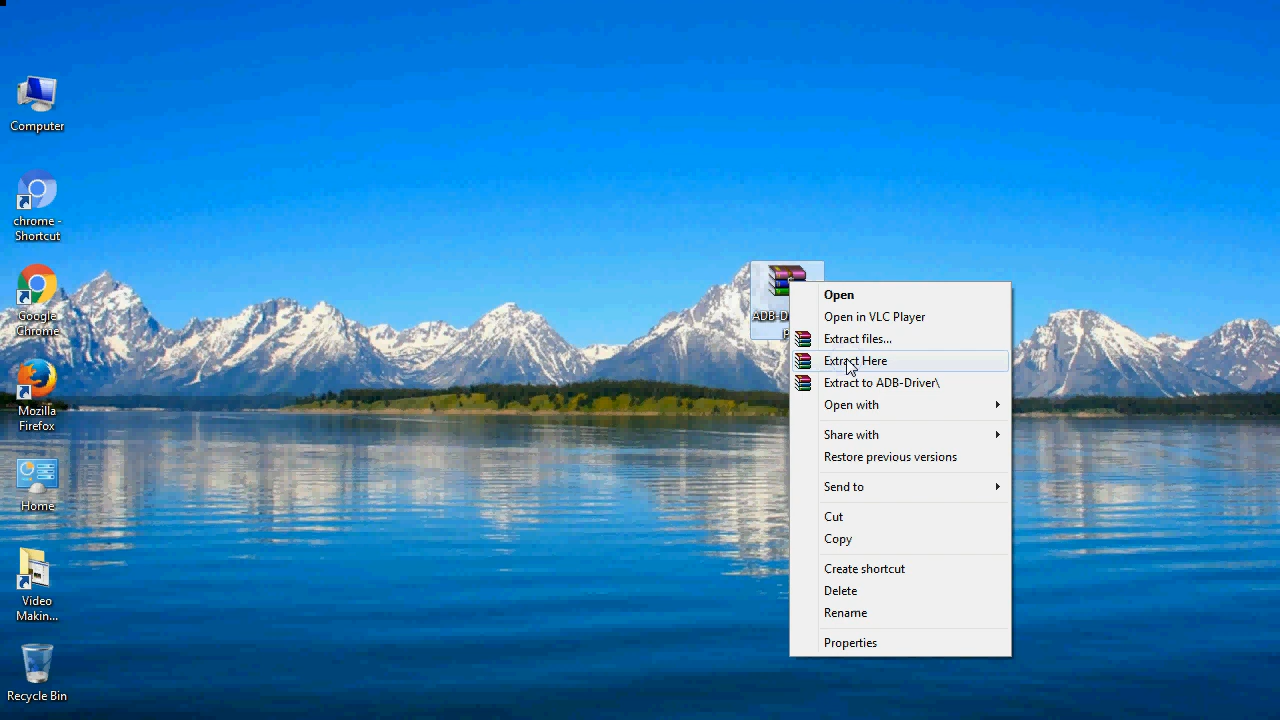 Computer
chrome -
Shortcut
Google
Chrome
Mozilla
Firefox
Home
Video
Makin...
Recycle Bin
Open
Open in VLC Player
Extract files...
Extract Here
Extract to ADB-Driver\
Open with
Share with
Restore previous versions
Send to
Cut
Copy
Create shortcut
Delete
Rename
Properties